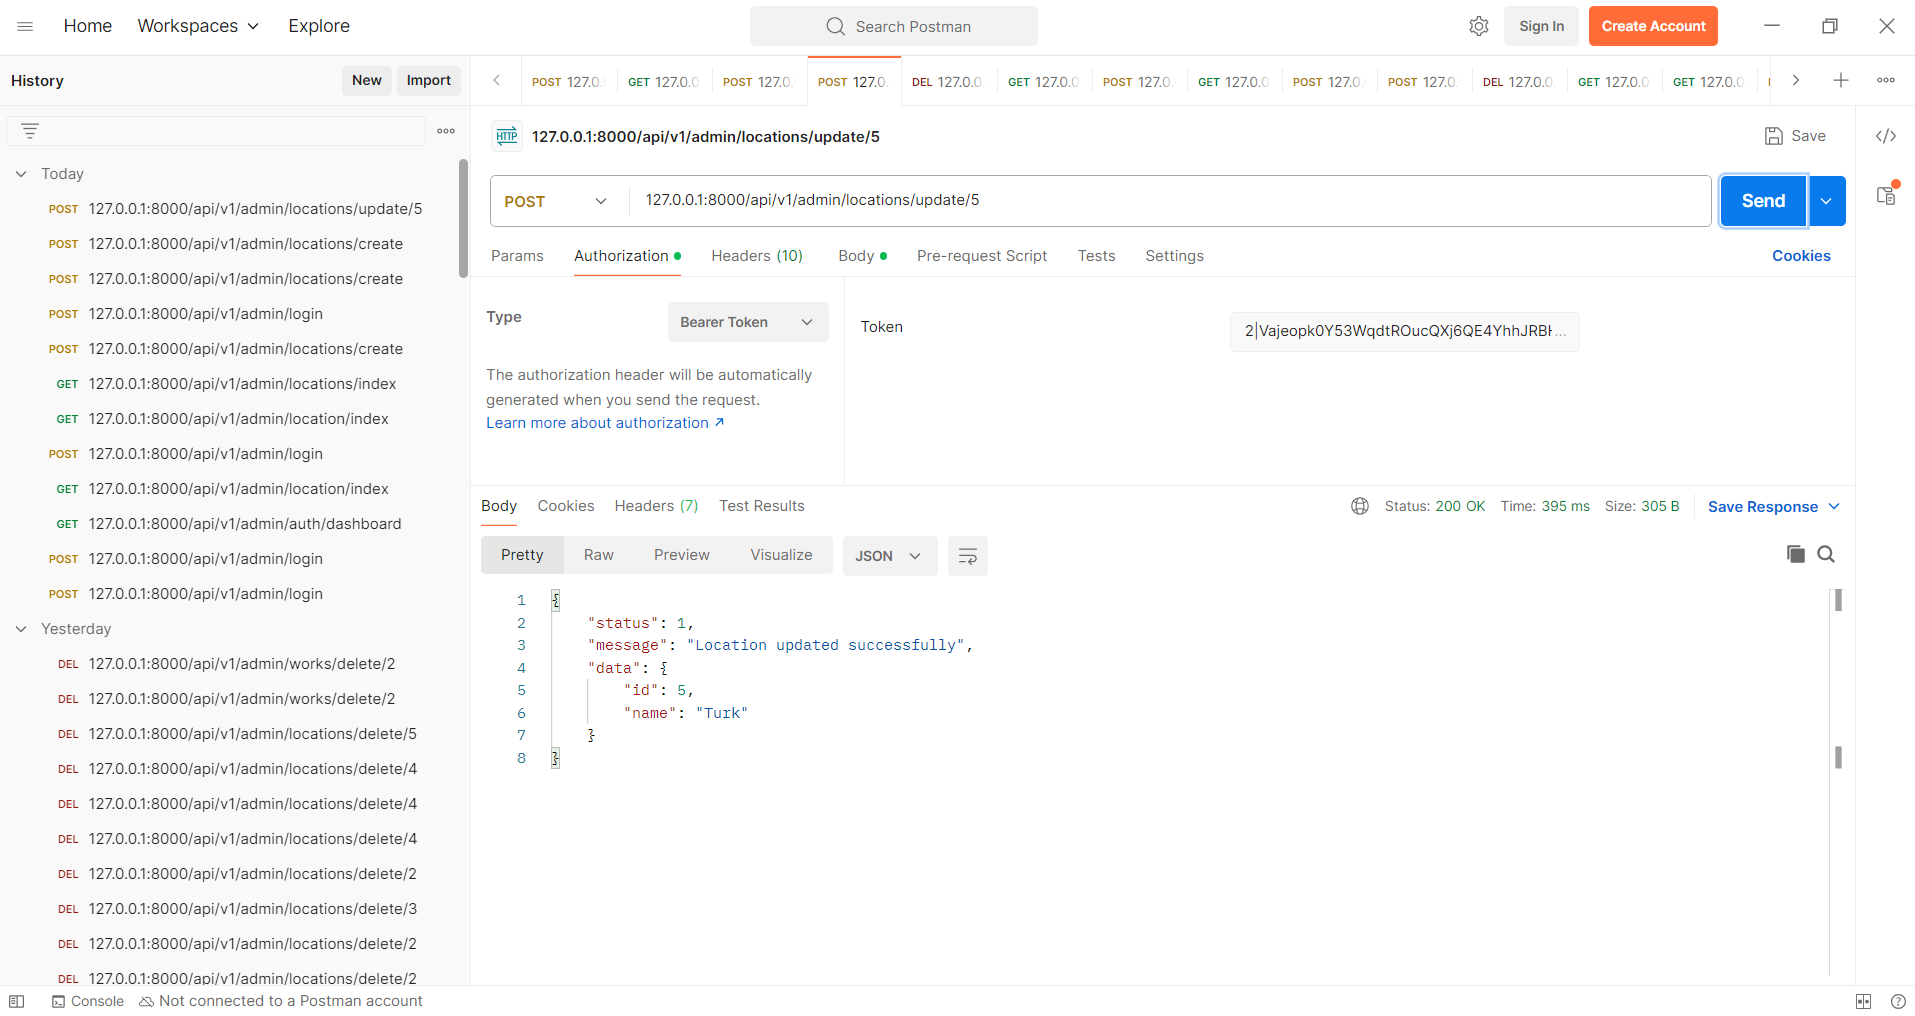 Home Workspaces Explore Search Postman Sign In Create Account
History New Import
POST 127.0. GET 127.0.0 POST 127.0. POST 127.0. DEL 127.0.0 GET 127.0.0 POST 127.0. GET 127.0.0 POST 127.0. POST 127.0. DEL 127.0.0 GET 127.0.0 GET 127.0.0
Today
POST 127.0.0.1:8000/api/v1/admin/locations/update/5
POST 127.0.0.1:8000/api/v1/admin/locations/create
POST 127.0.0.1:8000/api/v1/admin/locations/create
POST 127.0.0.1:8000/api/v1/admin/login
POST 127.0.0.1:8000/api/v1/admin/locations/create
GET 127.0.0.1:8000/api/v1/admin/locations/index
GET 127.0.0.1:8000/api/v1/admin/location/index
POST 127.0.0.1:8000/api/v1/admin/login
GET 127.0.0.1:8000/api/v1/admin/location/index
GET 127.0.0.1:8000/api/v1/admin/auth/dashboard
POST 127.0.0.1:8000/api/v1/admin/login
POST 127.0.0.1:8000/api/v1/admin/login
Yesterday
DEL 127.0.0.1:8000/api/v1/admin/works/delete/2
DEL 127.0.0.1:8000/api/v1/admin/works/delete/2
DEL 127.0.0.1:8000/api/v1/admin/locations/delete/5
DEL 127.0.0.1:8000/api/v1/admin/locations/delete/4
DEL 127.0.0.1:8000/api/v1/admin/locations/delete/4
DEL 127.0.0.1:8000/api/v1/admin/locations/delete/4
DEL 127.0.0.1:8000/api/v1/admin/locations/delete/2
DEL 127.0.0.1:8000/api/v1/admin/locations/delete/3
DEL 127.0.0.1:8000/api/v1/admin/locations/delete/2
DEL 127.0.0.1:8000/api/v1/admin/locations/delete/2
HTTP 127.0.0.1:8000/api/v1/admin/locations/update/5 Save
POST 127.0.0.1:8000/api/v1/admin/locations/update/5 Send
Params Authorization Headers (10) Body Pre-request Script Tests Settings Cookies
Type Bearer Token
The authorization header will be automatically
generated when you send the request.
Learn more about authorization ↗
Token 2|Vajeopk0Y53WqdtROucQXj6QE4YhhJRBH...
Body Cookies Headers (7) Test Results Status: 200 OK Time: 395 ms Size: 305 B Save Response
Pretty Raw Preview Visualize JSON
1 {
2 "status": 1,
3 "message": "Location updated successfully",
4 "data": {
5 "id": 5,
6 "name": "Turk"
7 }
8 }
Console Not connected to a Postman account